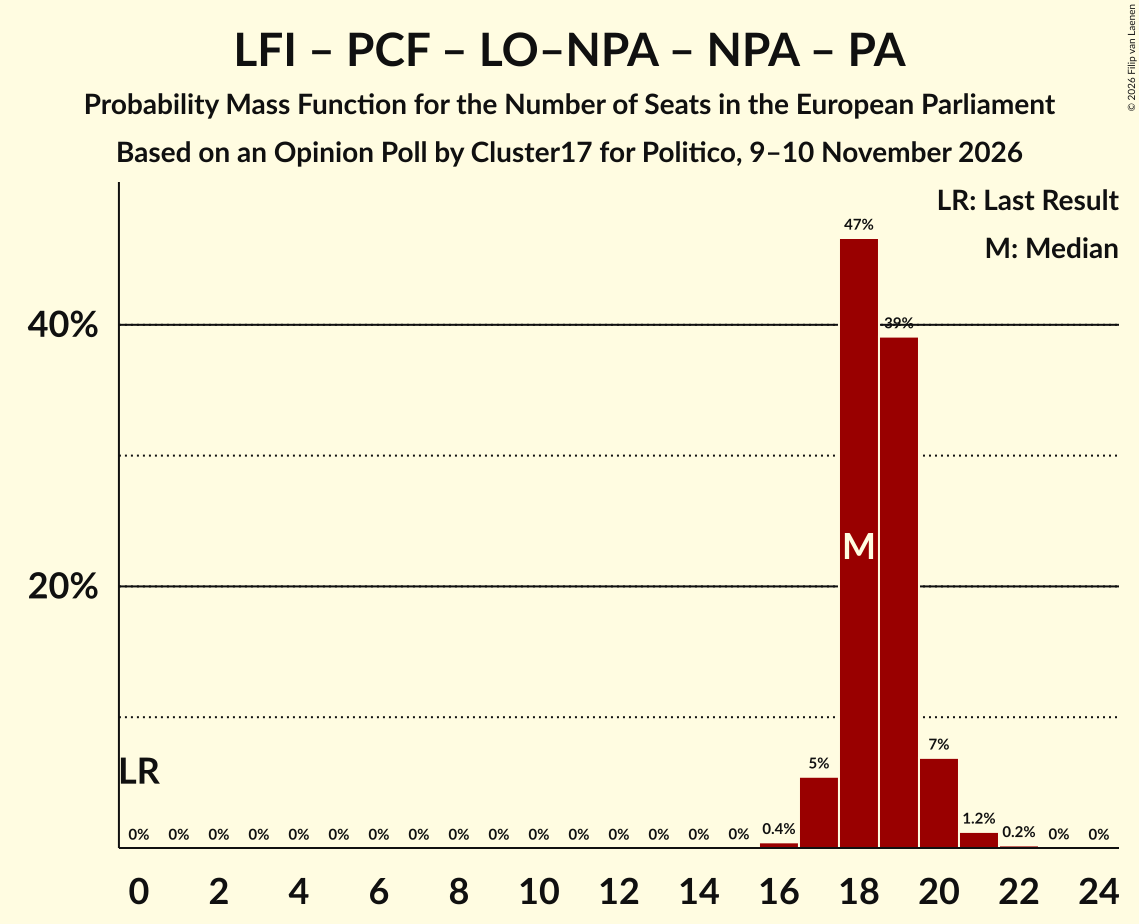 LFI – PCF – LO–NPA – NPA – PA
Probability Mass Function for the Number of Seats in the European Parliament
Based on an Opinion Poll by Cluster17 for Politico, 9–10 November 2026
© 2026 Filip van Laenen
LR: Last Result
M: Median
47%
40%
39%
M
20%
7%
5%
LR
1.2%
0.4%
0.2%
0% 0% 0% 0% 0% 0% 0% 0% 0% 0% 0% 0% 0% 0% 0% 0% 0% 0%
0 2 4 6 8 10 12 14 16 18 20 22 24